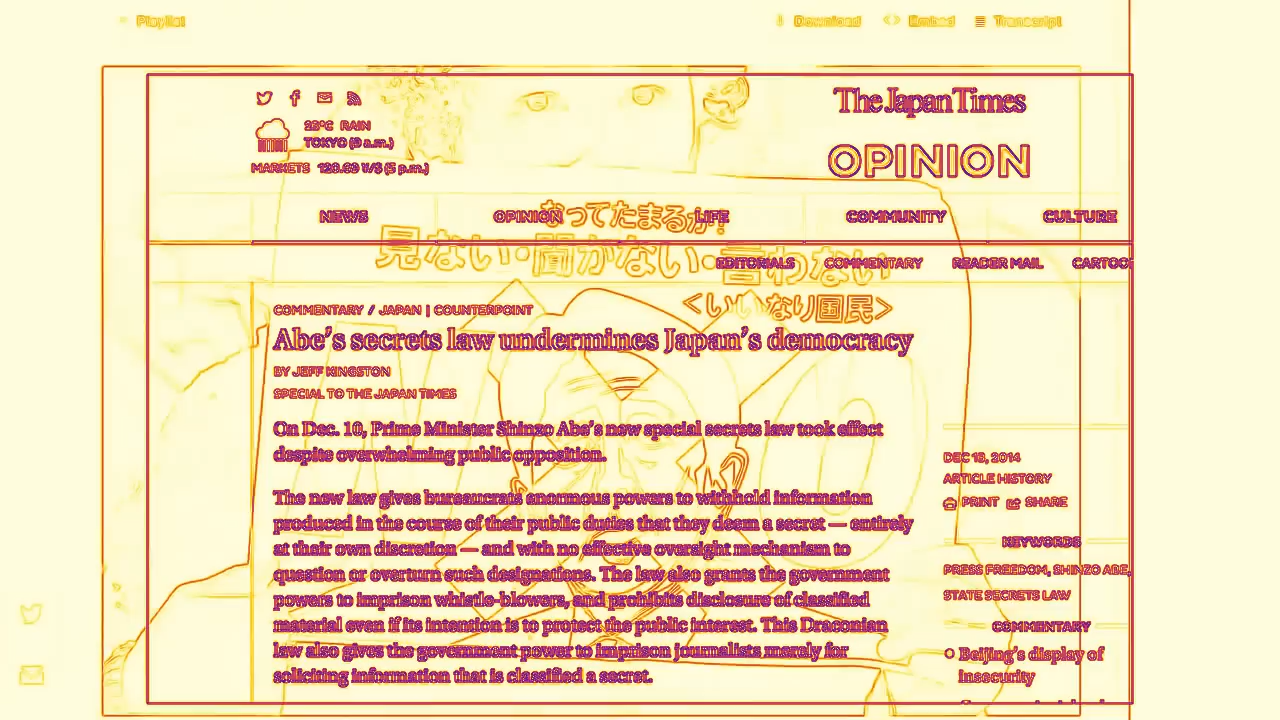 Playlist
Download
Embed
Transcript
The Japan Times
OPINION
TOKYO (9 a.m.)
RAIN
MARKETS
(5 p.m.)
NEWS
OPINION
LIFE
COMMUNITY
CULTURE
なってたまるか!
見ない・聞かない・言わない
<いいなり国民>
EDITORIALS
COMMENTARY
READER MAIL
COMMENTARY / JAPAN | COUNTERPOINT
Abe's secrets law undermines Japan's democracy
BY JEFF KINGSTON
SPECIAL TO THE JAPAN TIMES
On Dec. 10, Prime Minister Shinzo Abe's new special secrets law took effect
despite overwhelming public opposition.
The new law gives bureaucrats enormous powers to withhold information
produced in the course of their public duties that they deem a secret — entirely
at their own discretion — and with no effective oversight mechanism to
question or overturn such designations. The law also grants the government
powers to imprison whistle-blowers, and prohibits disclosure of classified
material even if its intention is to protect the public interest. This Draconian
law also gives the government power to imprison journalists merely for
soliciting information that is classified a secret.
ARTICLE HISTORY
PRINT
SHARE
KEYWORDS
PRESS FREEDOM, SHINZO ABE,
STATE SECRETS LAW
COMMENTARY
Beijing's display of
insecurity